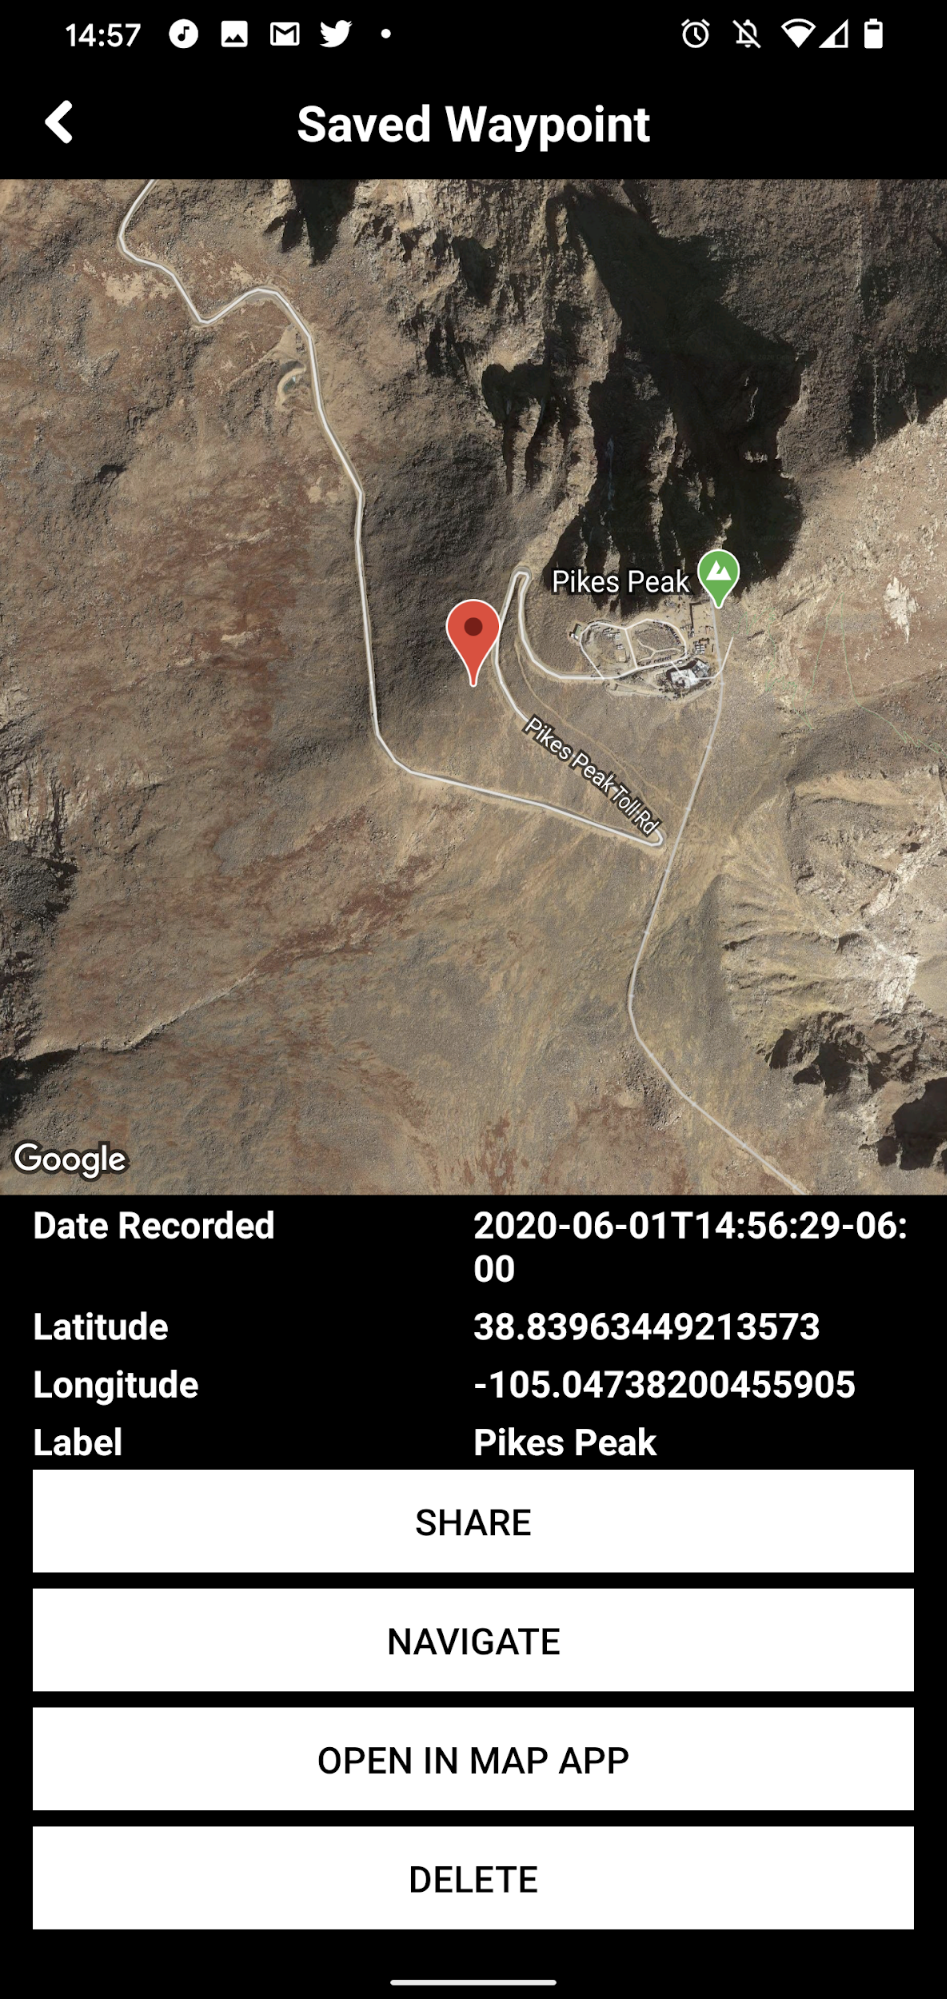 14:57
Saved Waypoint
Pikes Peak
Pikes Peak Toll Rd
Google
Date Recorded
2020-06-01T14:56:29-06:
00
Latitude
38.83963449213573
Longitude
-105.04738200455905
Label
Pikes Peak
SHARE
NAVIGATE
OPEN IN MAP APP
DELETE